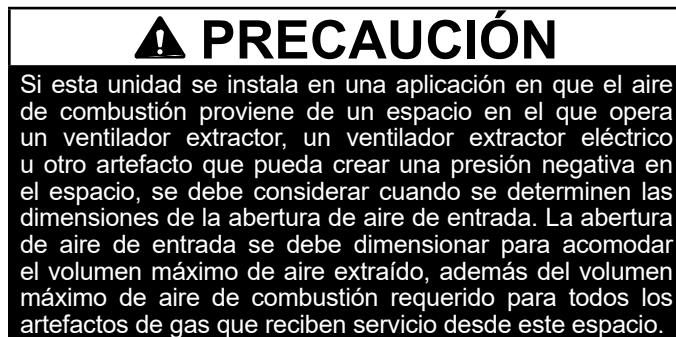 PRECAUCIÓN
Si esta unidad se instala en una aplicación en que el aire
de combustión proviene de un espacio en el que opera
un ventilador extractor, un ventilador extractor eléctrico
u otro artefacto que pueda crear una presión negativa en
el espacio, se debe considerar cuando se determinen las
dimensiones de la abertura de aire de entrada. La abertura
de aire de entrada se debe dimensionar para acomodar
el volumen máximo de aire extraído, además del volumen
máximo de aire de combustión requerido para todos los
artefactos de gas que reciben servicio desde este espacio.